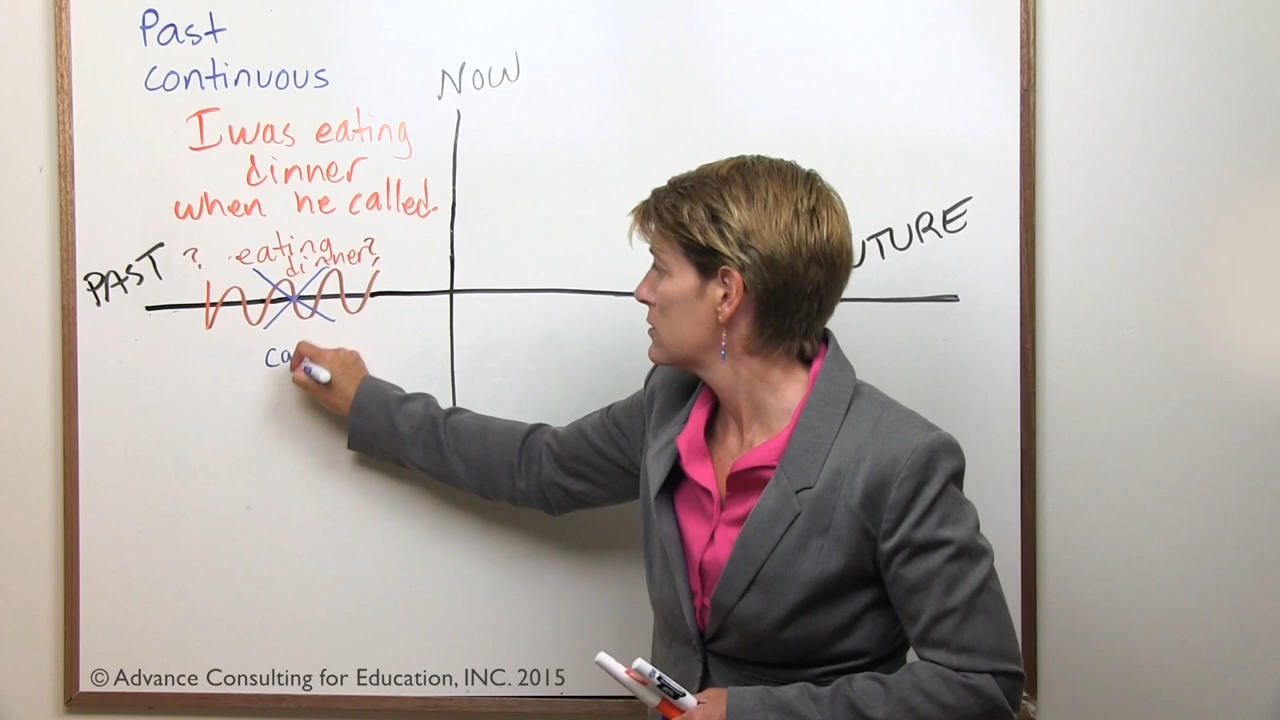 Past
continuous
NOW
I was eating
dinner
when he called.
PAST
? eating
dinner?
UTURE
ca
© Advance Consulting for Education, INC. 2015